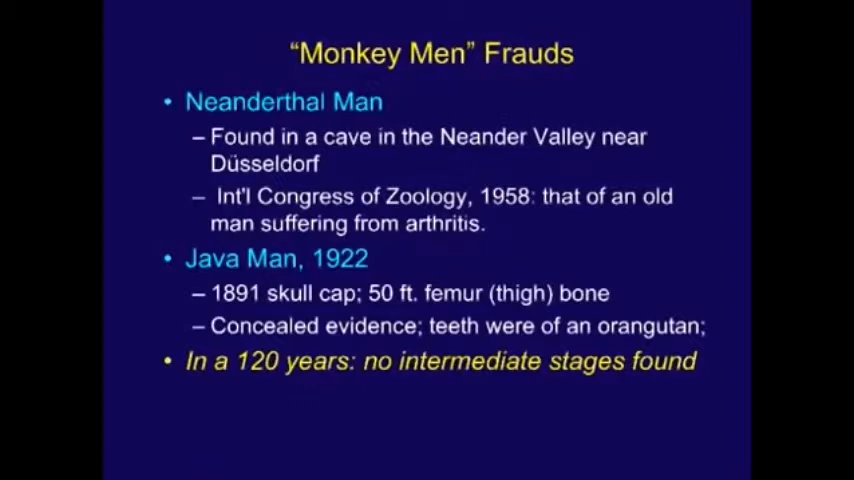 "Monkey Men" Frauds
• Neanderthal Man
– Found in a cave in the Neander Valley near
Düsseldorf
– Int'l Congress of Zoology, 1958: that of an old
man suffering from arthritis.
• Java Man, 1922
– 1891 skull cap; 50 ft. femur (thigh) bone
– Concealed evidence; teeth were of an orangutan;
• In a 120 years: no intermediate stages found